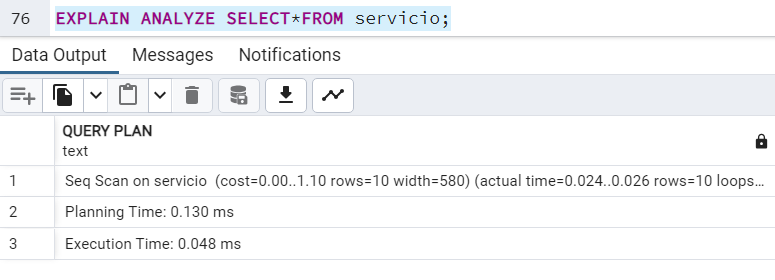 76 EXPLAIN ANALYZE SELECT*FROM servicio;
Data Output Messages Notifications
QUERY PLAN
text
1 Seq Scan on servicio (cost=0.00..1.10 rows=10 width=580) (actual time=0.024..0.026 rows=10 loops...
2 Planning Time: 0.130 ms
3 Execution Time: 0.048 ms